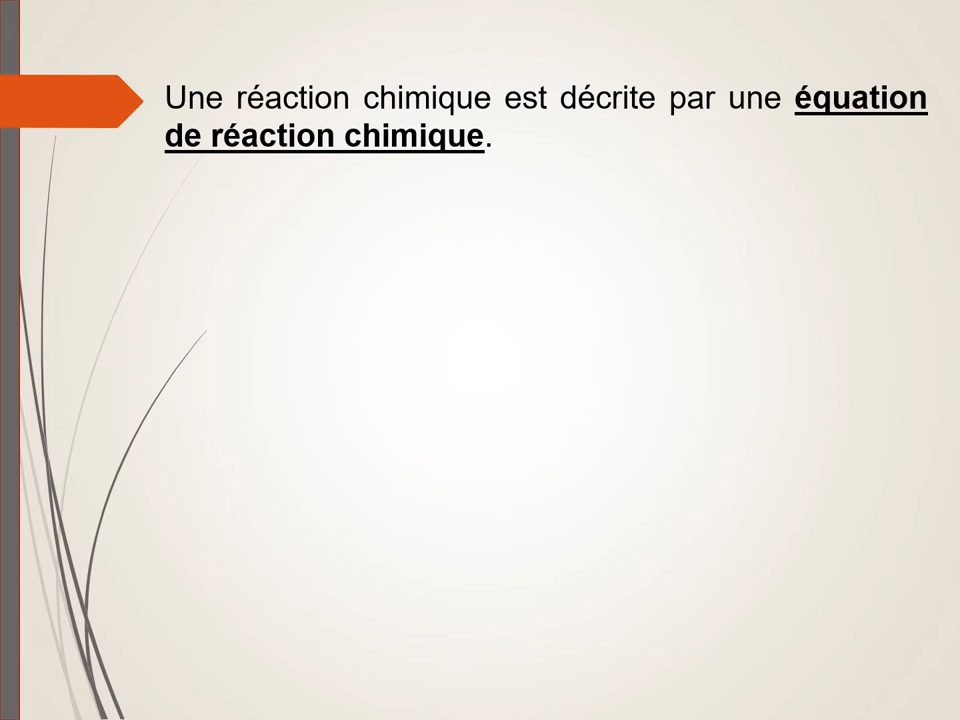 Une réaction chimique est décrite par une équation
de réaction chimique.